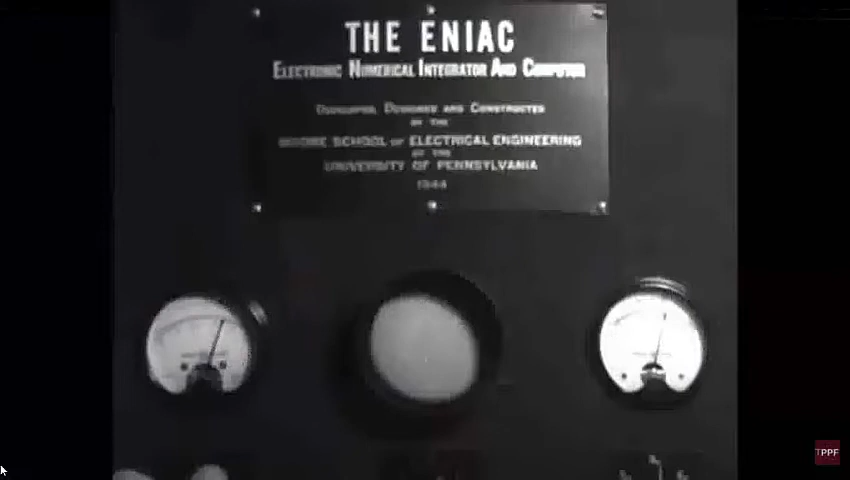 THE ENIAC
ELECTRONIC NUMERICAL INTEGRATOR AND COMPUTER
DEVELOPED, DESIGNED AND CONSTRUCTED
BY THE
MOORE SCHOOL OF ELECTRICAL ENGINEERING
OF THE
UNIVERSITY OF PENNSYLVANIA
TPPF